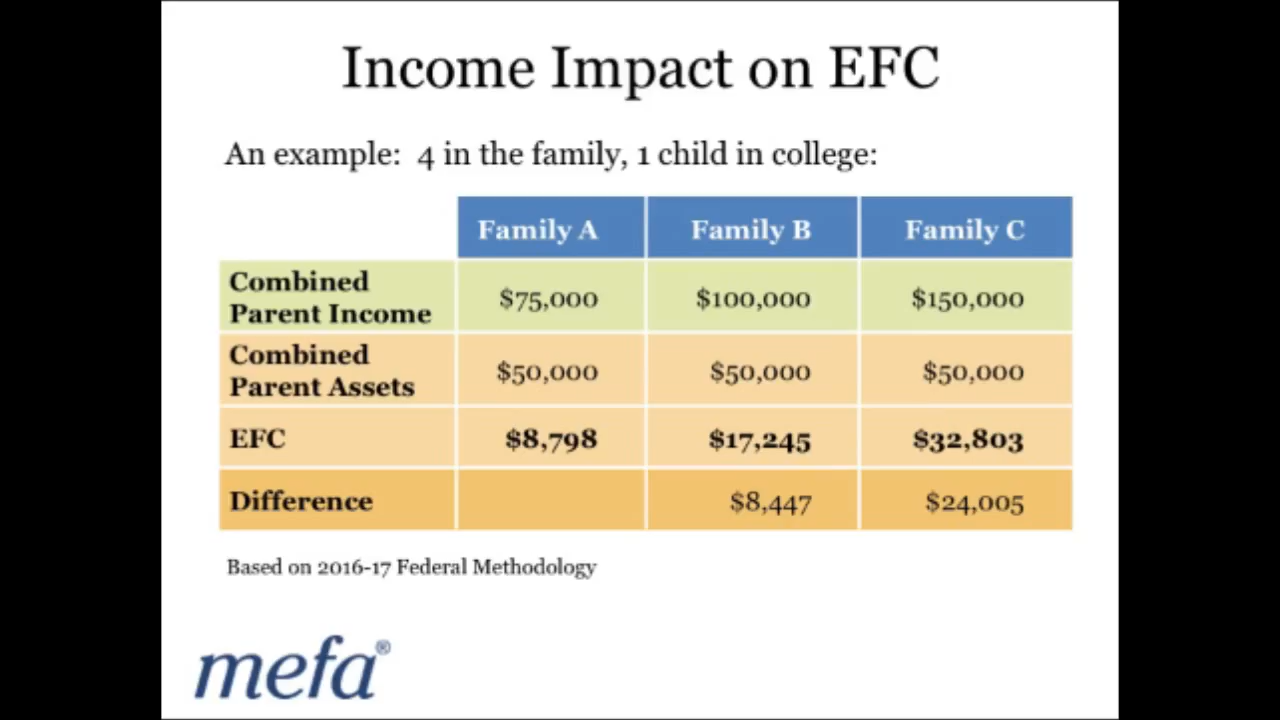 Income Impact on EFC
An example: 4 in the family, 1 child in college:
Family A Family B Family C
Combined
Parent Income $75,000 $100,000 $150,000
Combined
Parent Assets $50,000 $50,000 $50,000
EFC $8,798 $17,245 $32,803
Difference $8,447 $24,005
Based on 2016-17 Federal Methodology
mefa®